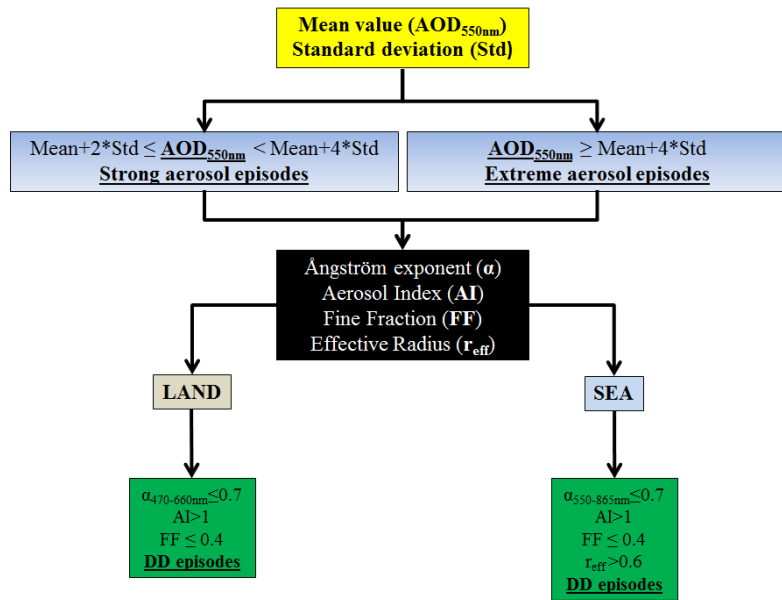 Mean value (AOD550nm)
Standard deviation (Std)
Mean+2*Std ≤ AOD550nm < Mean+4*Std
Strong aerosol episodes
AOD550nm ≥ Mean+4*Std
Extreme aerosol episodes
Ångström exponent (α)
Aerosol Index (AI)
Fine Fraction (FF)
Effective Radius (reff)
LAND
SEA
α470-660nm≤0.7
AI>1
FF ≤ 0.4
DD episodes
α550-865nm≤0.7
AI>1
FF ≤ 0.4
reff>0.6
DD episodes